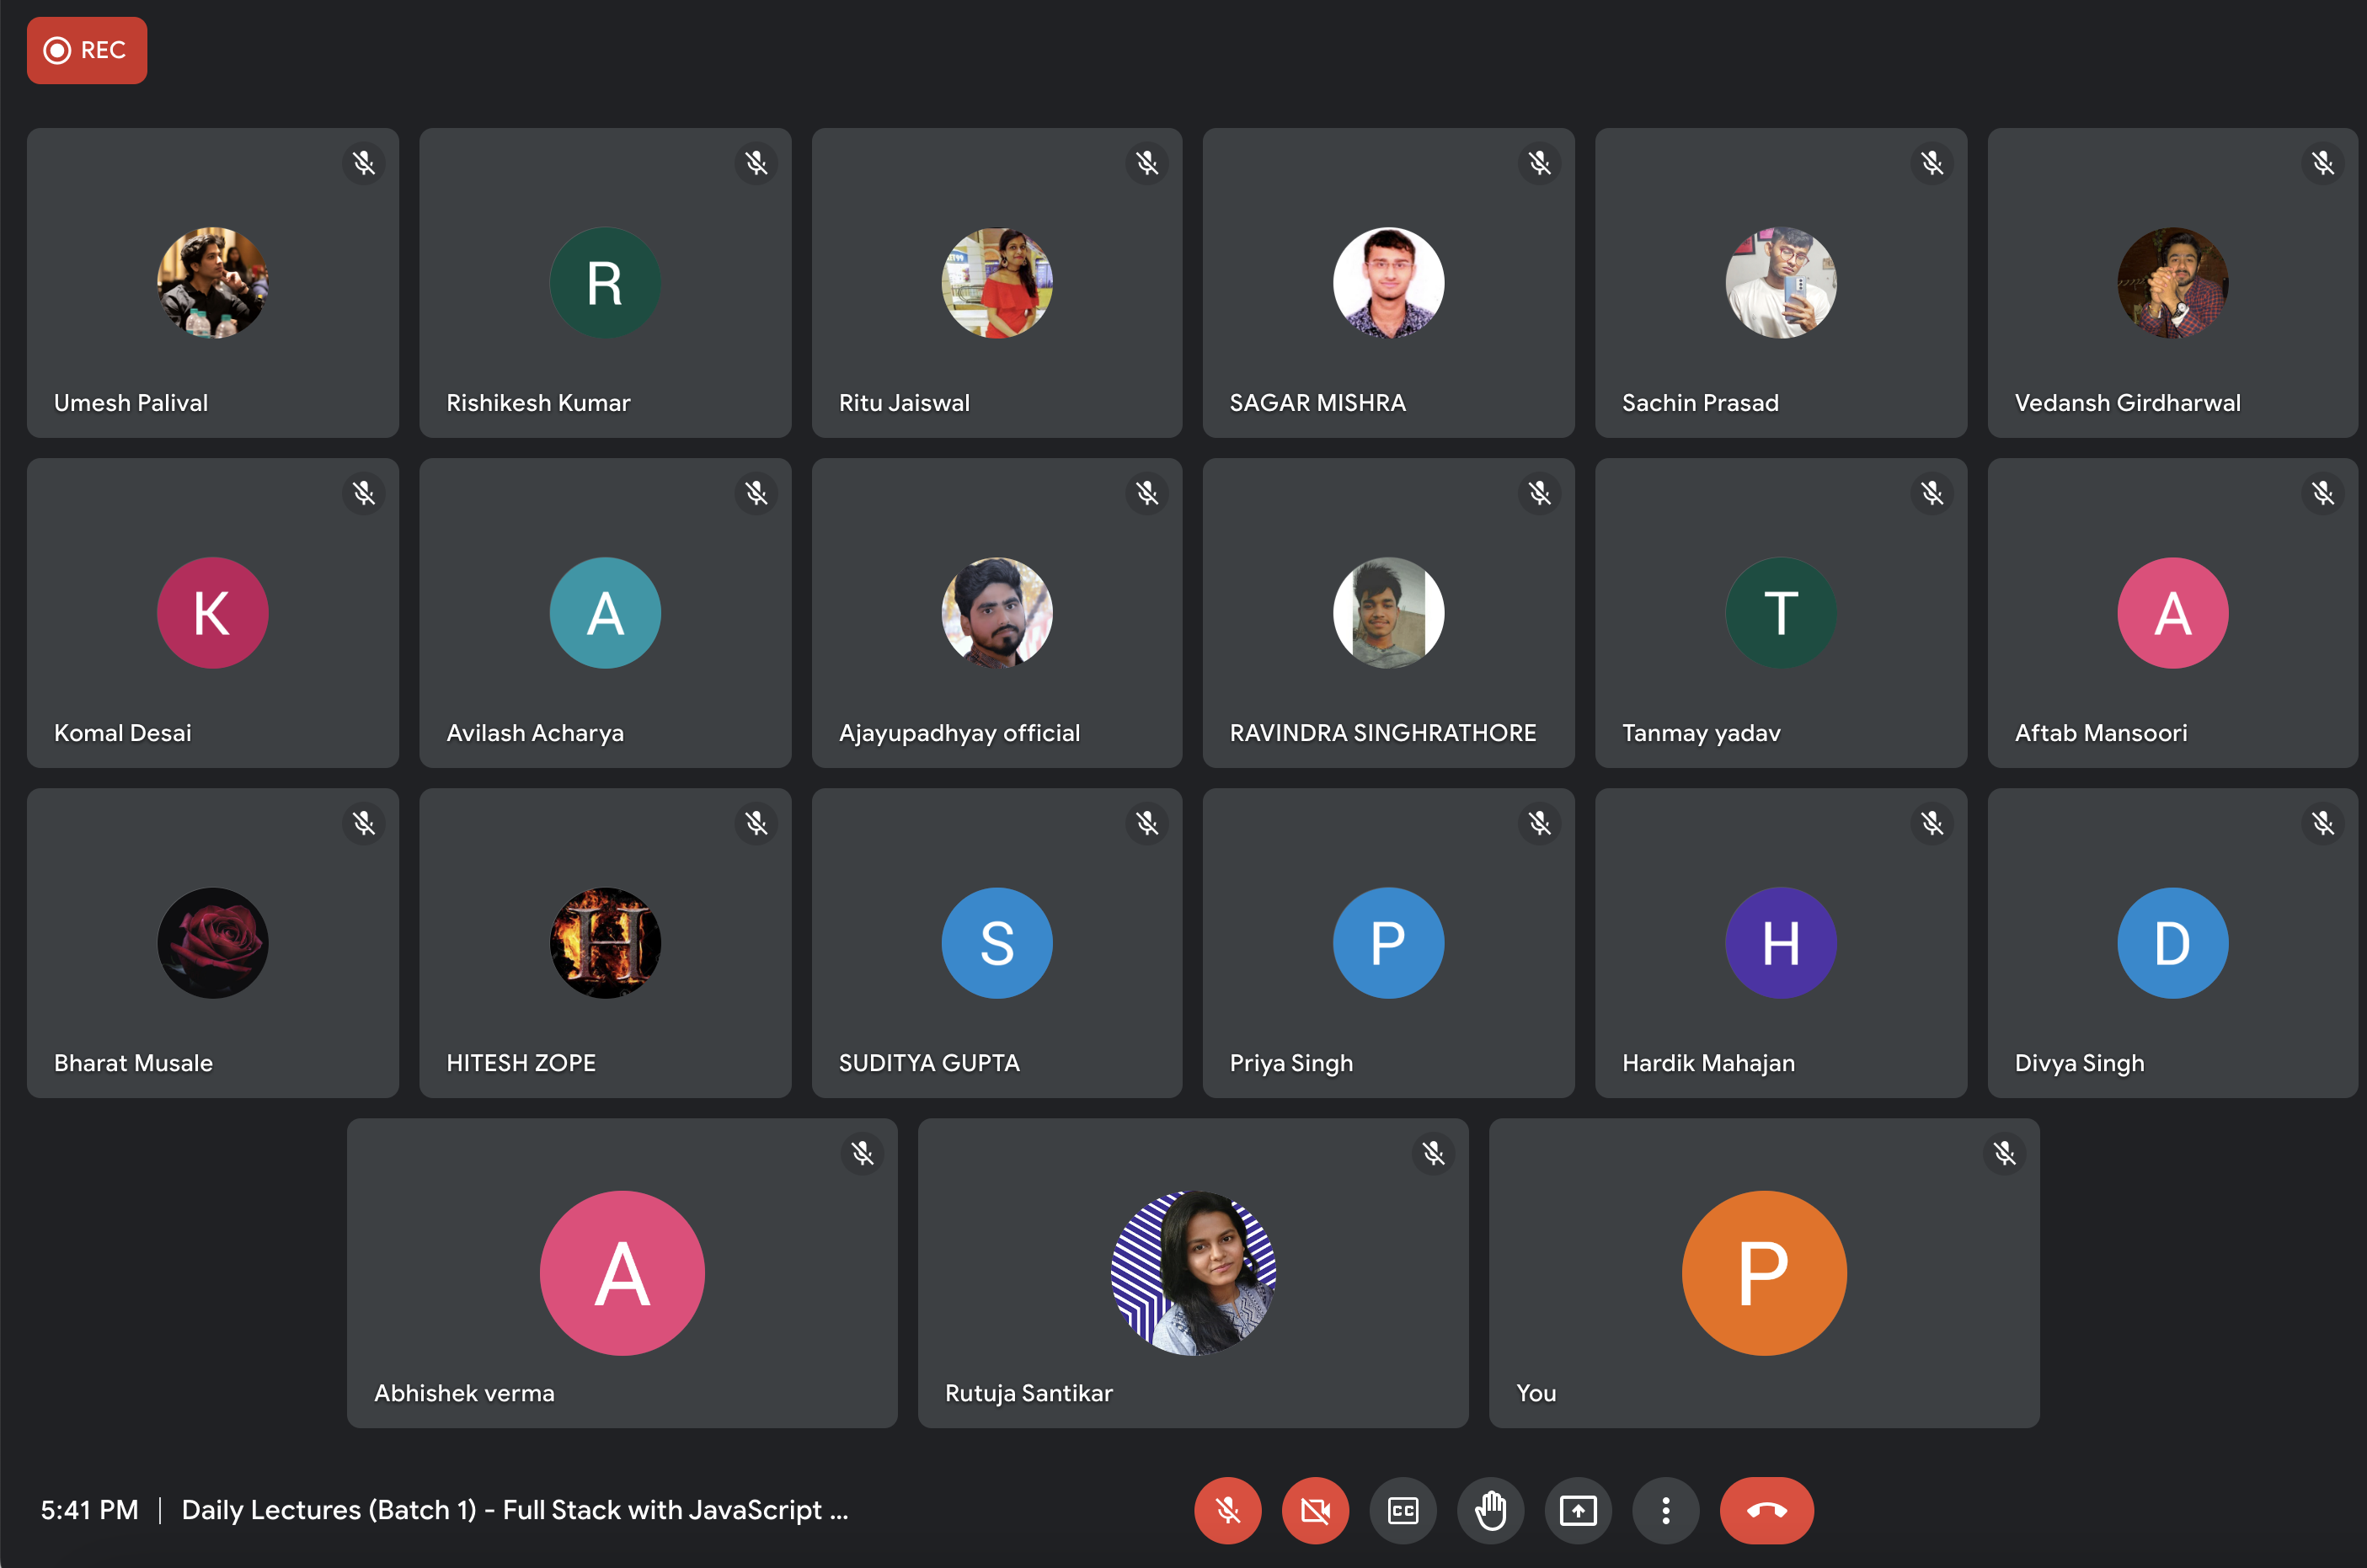 REC
Umesh Palival
R
Rishikesh Kumar
Ritu Jaiswal
SAGAR MISHRA
Sachin Prasad
Vedansh Girdharwal
K
Komal Desai
A
Avilash Acharya
Ajayupadhyay official
RAVINDRA SINGHRATHORE
T
Tanmay yadav
A
Aftab Mansoori
Bharat Musale
H
HITESH ZOPE
S
SUDITYA GUPTA
P
Priya Singh
H
Hardik Mahajan
D
Divya Singh
A
Abhishek verma
Rutuja Santikar
P
You
5:41 PM | Daily Lectures (Batch 1) - Full Stack with JavaScript ...
CC